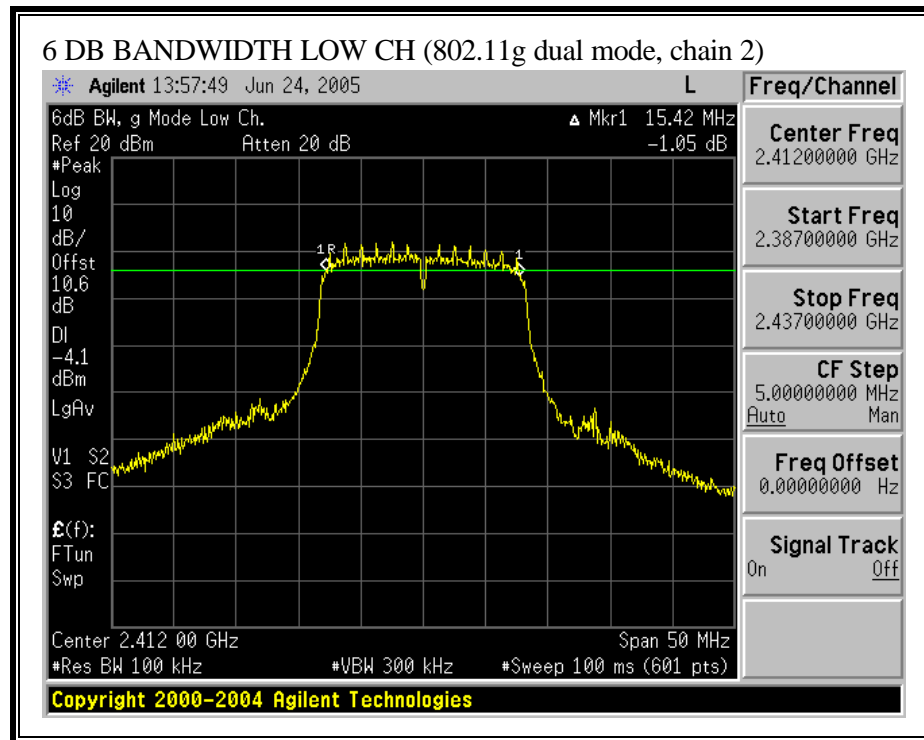 6 DB BANDWIDTH LOW CH (802.11g dual mode, chain 2)
Agilent 13:57:49 Jun 24, 2005 L
6dB BW, g Mode Low Ch. Δ Mkr1 15.42 MHz
Ref 20 dBm Atten 20 dB -1.05 dB
#Peak
Log
10
dB/
Offst
10.6
dB
DI
-4.1
dBm
LgAv
V1 S2
S3 FC
£(f):
FTun
Swp
1R
1
Center 2.412 00 GHz Span 50 MHz
#Res BW 100 kHz #VBW 300 kHz #Sweep 100 ms (601 pts)
Copyright 2000-2004 Agilent Technologies
Freq/Channel
Center Freq
2.41200000 GHz
Start Freq
2.38700000 GHz
Stop Freq
2.43700000 GHz
CF Step
5.00000000 MHz
Auto Man
Freq Offset
0.00000000 Hz
Signal Track
On Off